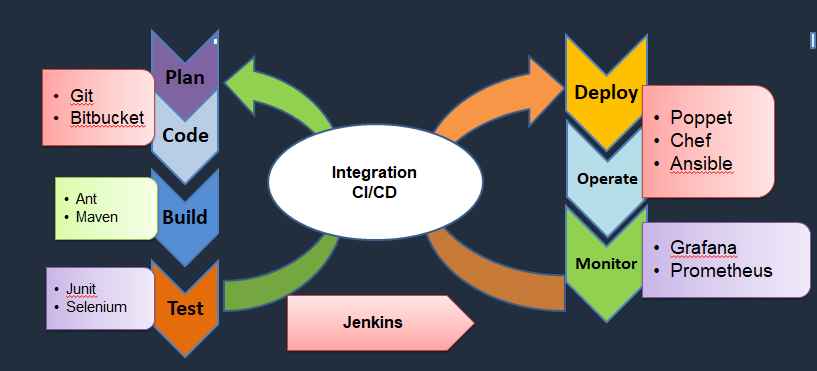 Plan
Git
Bitbucket
Code
Ant
Maven
Build
Junit
Selenium
Test
Integration
CI/CD
Jenkins
Deploy
Poppet
Chef
Ansible
Operate
Grafana
Prometheus
Monitor